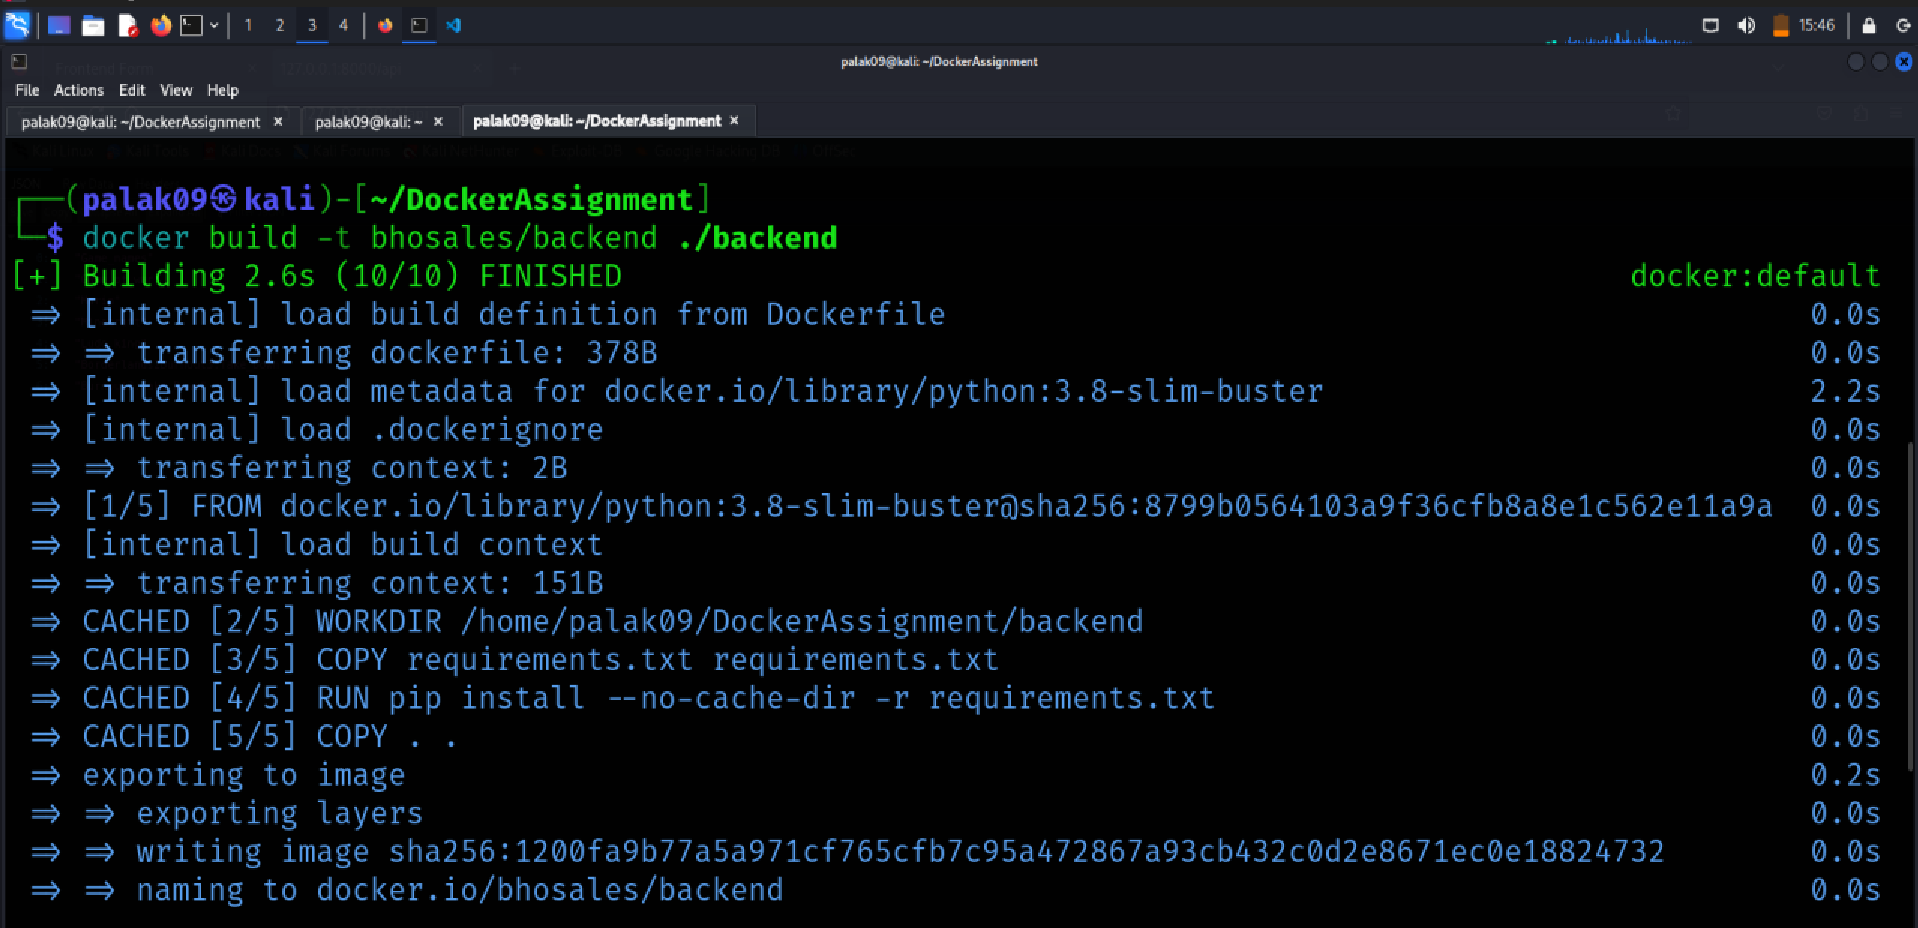 1 2 3 4 15:46
palak09@kali: ~/DockerAssignment
File Actions Edit View Help
palak09@kali: ~/DockerAssignment × palak09@kali: ~ × palak09@kali: ~/DockerAssignment ×
(palak09㉿kali)-[~/DockerAssignment]
$ docker build -t bhosales/backend ./backend
[+] Building 2.6s (10/10) FINISHED docker:default
=> [internal] load build definition from Dockerfile 0.0s
=> => transferring dockerfile: 378B 0.0s
=> [internal] load metadata for docker.io/library/python:3.8-slim-buster 2.2s
=> [internal] load .dockerignore 0.0s
=> => transferring context: 2B 0.0s
=> [1/5] FROM docker.io/library/python:3.8-slim-buster@sha256:8799b0564103a9f36cfb8a8e1c562e11a9a 0.0s
=> [internal] load build context 0.0s
=> => transferring context: 151B 0.0s
=> CACHED [2/5] WORKDIR /home/palak09/DockerAssignment/backend 0.0s
=> CACHED [3/5] COPY requirements.txt requirements.txt 0.0s
=> CACHED [4/5] RUN pip install --no-cache-dir -r requirements.txt 0.0s
=> CACHED [5/5] COPY . . 0.0s
=> exporting to image 0.2s
=> => exporting layers 0.0s
=> => writing image sha256:1200fa9b77a5a971cf765cfb7c95a472867a93cb432c0d2e8671ec0e18824732 0.0s
=> => naming to docker.io/bhosales/backend 0.0s